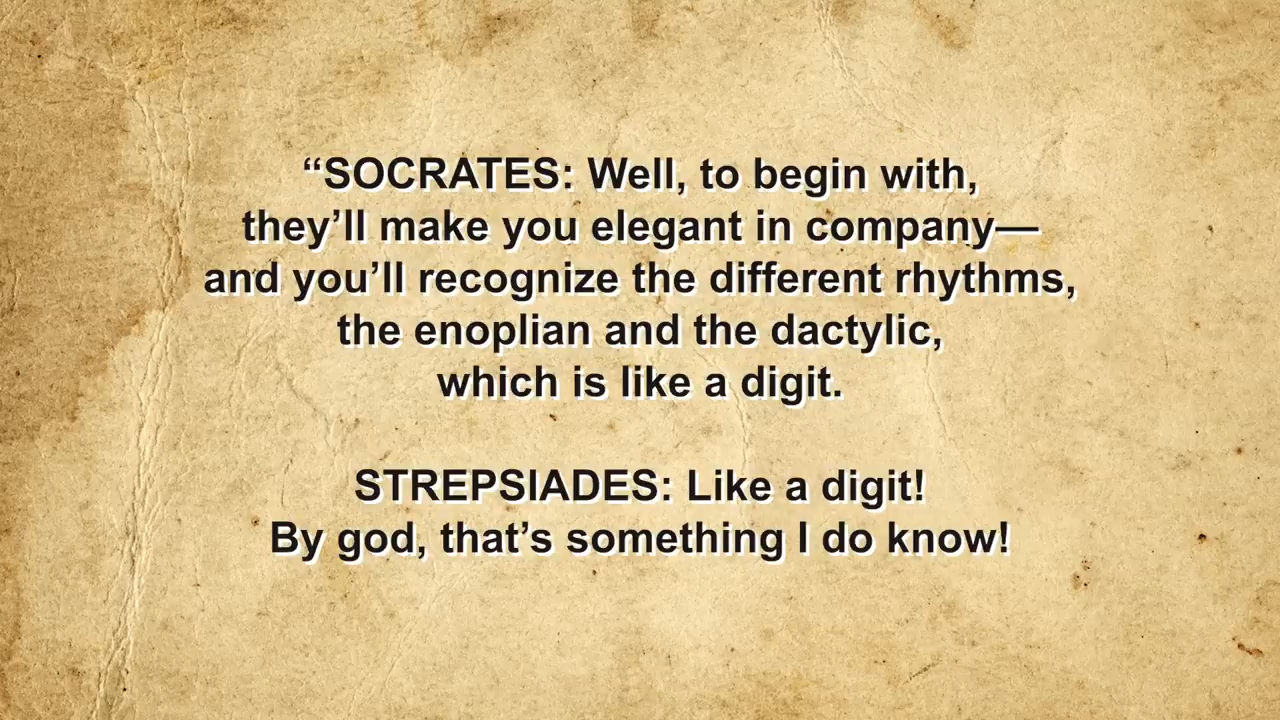 “SOCRATES: Well, to begin with,
they’ll make you elegant in company—
and you’ll recognize the different rhythms,
the enoplian and the dactylic,
which is like a digit.
STREPSIADES: Like a digit!
By god, that’s something I do know!